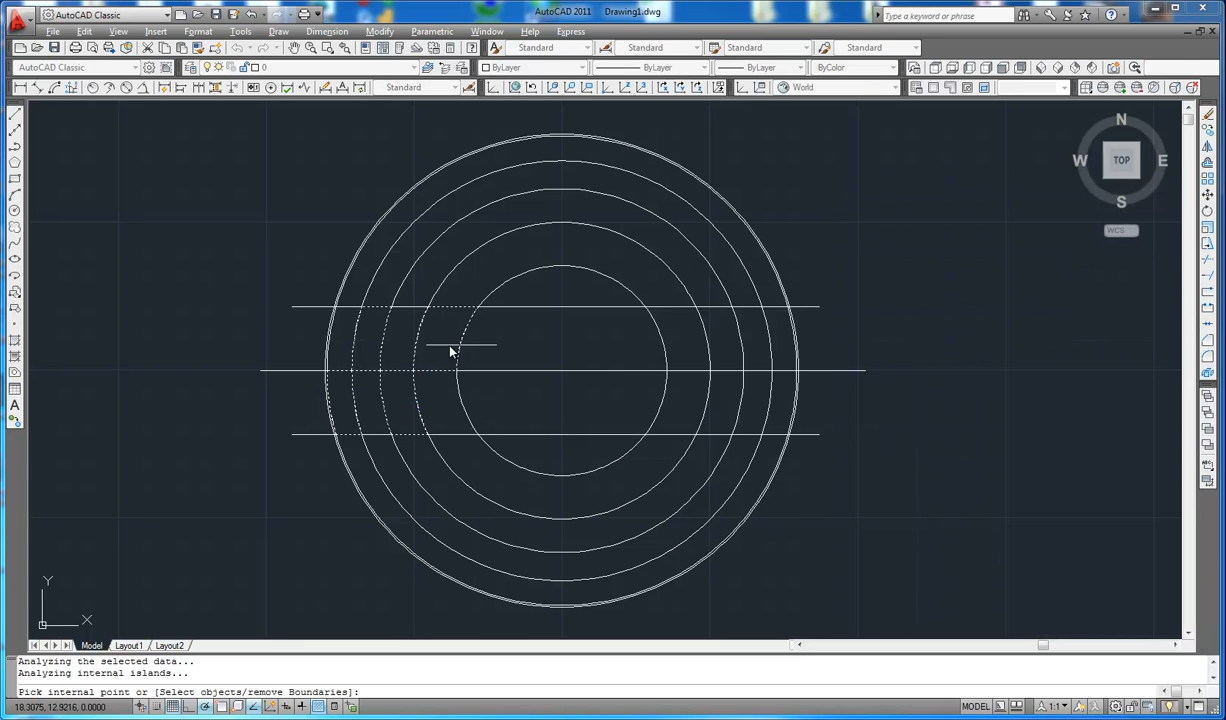 AutoCAD Classic
AutoCAD 2011 Drawing1.dwg
Type a keyword or phrase
File Edit View Insert Format Tools Draw Dimension Modify Parametric Window Help Express
Standard Standard Standard Standard
AutoCAD Classic 0 ByLayer ByLayer ByLayer ByColor
Standard World
N
W TOP E
S
WCS
A
Y
X
Model Layout1 Layout2
Analyzing the selected data...
Analyzing internal islands...
Pick internal point or [Select objects/remove Boundaries]:
18.3075, 12.9216, 0.0000 MODEL 1:1